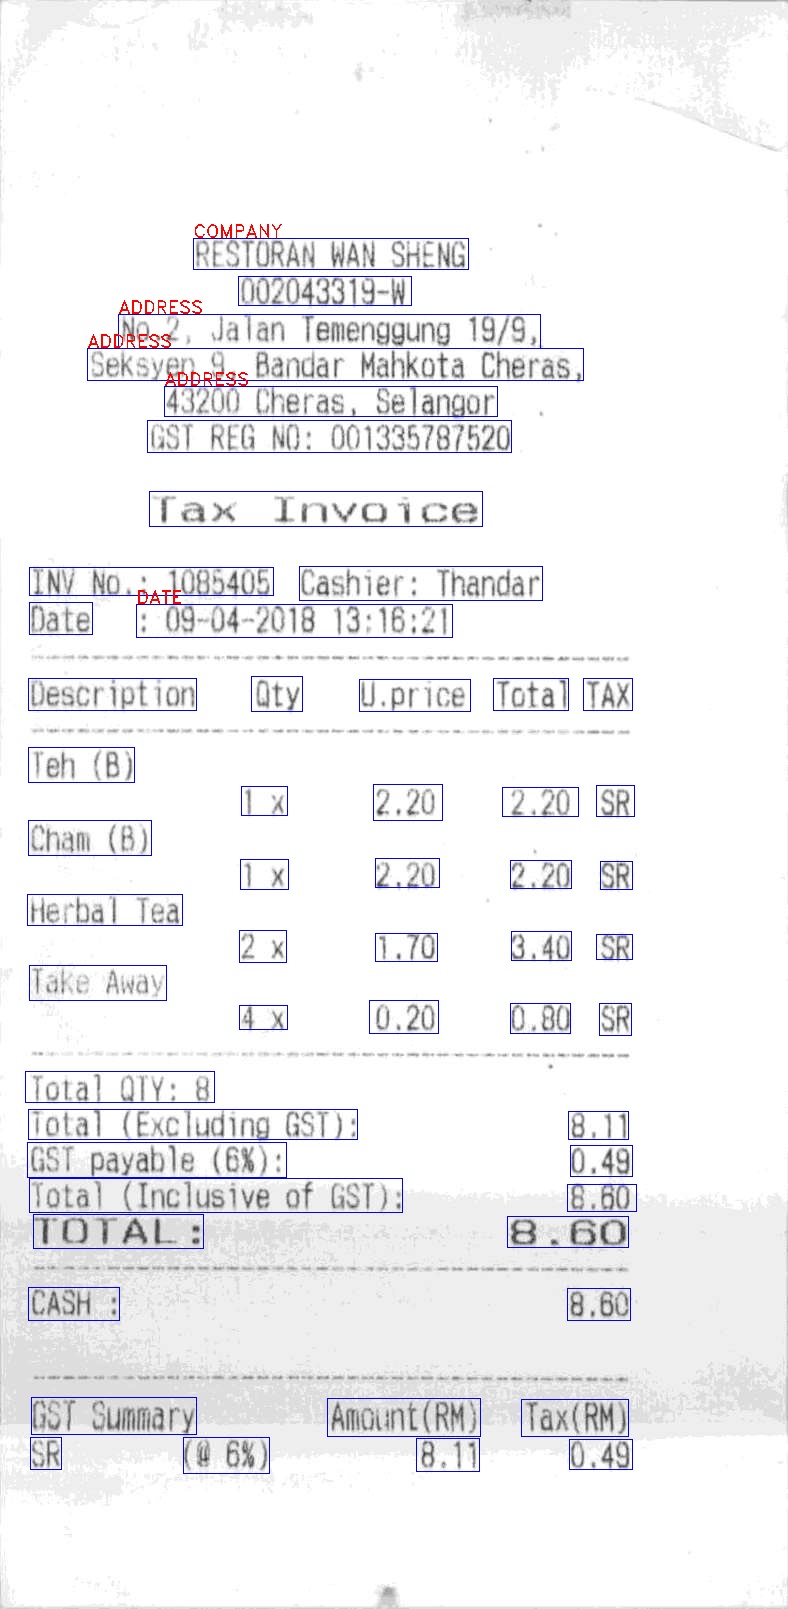 COMPANY
RESTORAN WAN SHENG
002043319-W
ADDRESS
No.2, Jalan Temenggung 19/9,
ADDRESS
Seksyen 9, Bandar Mahkota Cheras,
ADDRESS
43200 Cheras, Selangor
GST REG NO: 001335787520
Tax Invoice
INV No.: 1085405 Cashier: Thandar
DATE
Date : 09-04-2018 13:16:21
Description Qty U.price Total TAX
Teh (B)
1 x 2.20 2.20 SR
Cham (B)
1 x 2.20 2.20 SR
Herbal Tea
2 x 1.70 3.40 SR
Take Away
4 x 0.20 0.80 SR
Total QTY: 8
Total (Excluding GST): 8.11
GST payable (6%): 0.49
Total (Inclusive of GST): 8.60
TOTAL: 8.60
CASH : 8.60
GST Summary Amount(RM) Tax(RM)
SR (@ 6%) 8.11 0.49